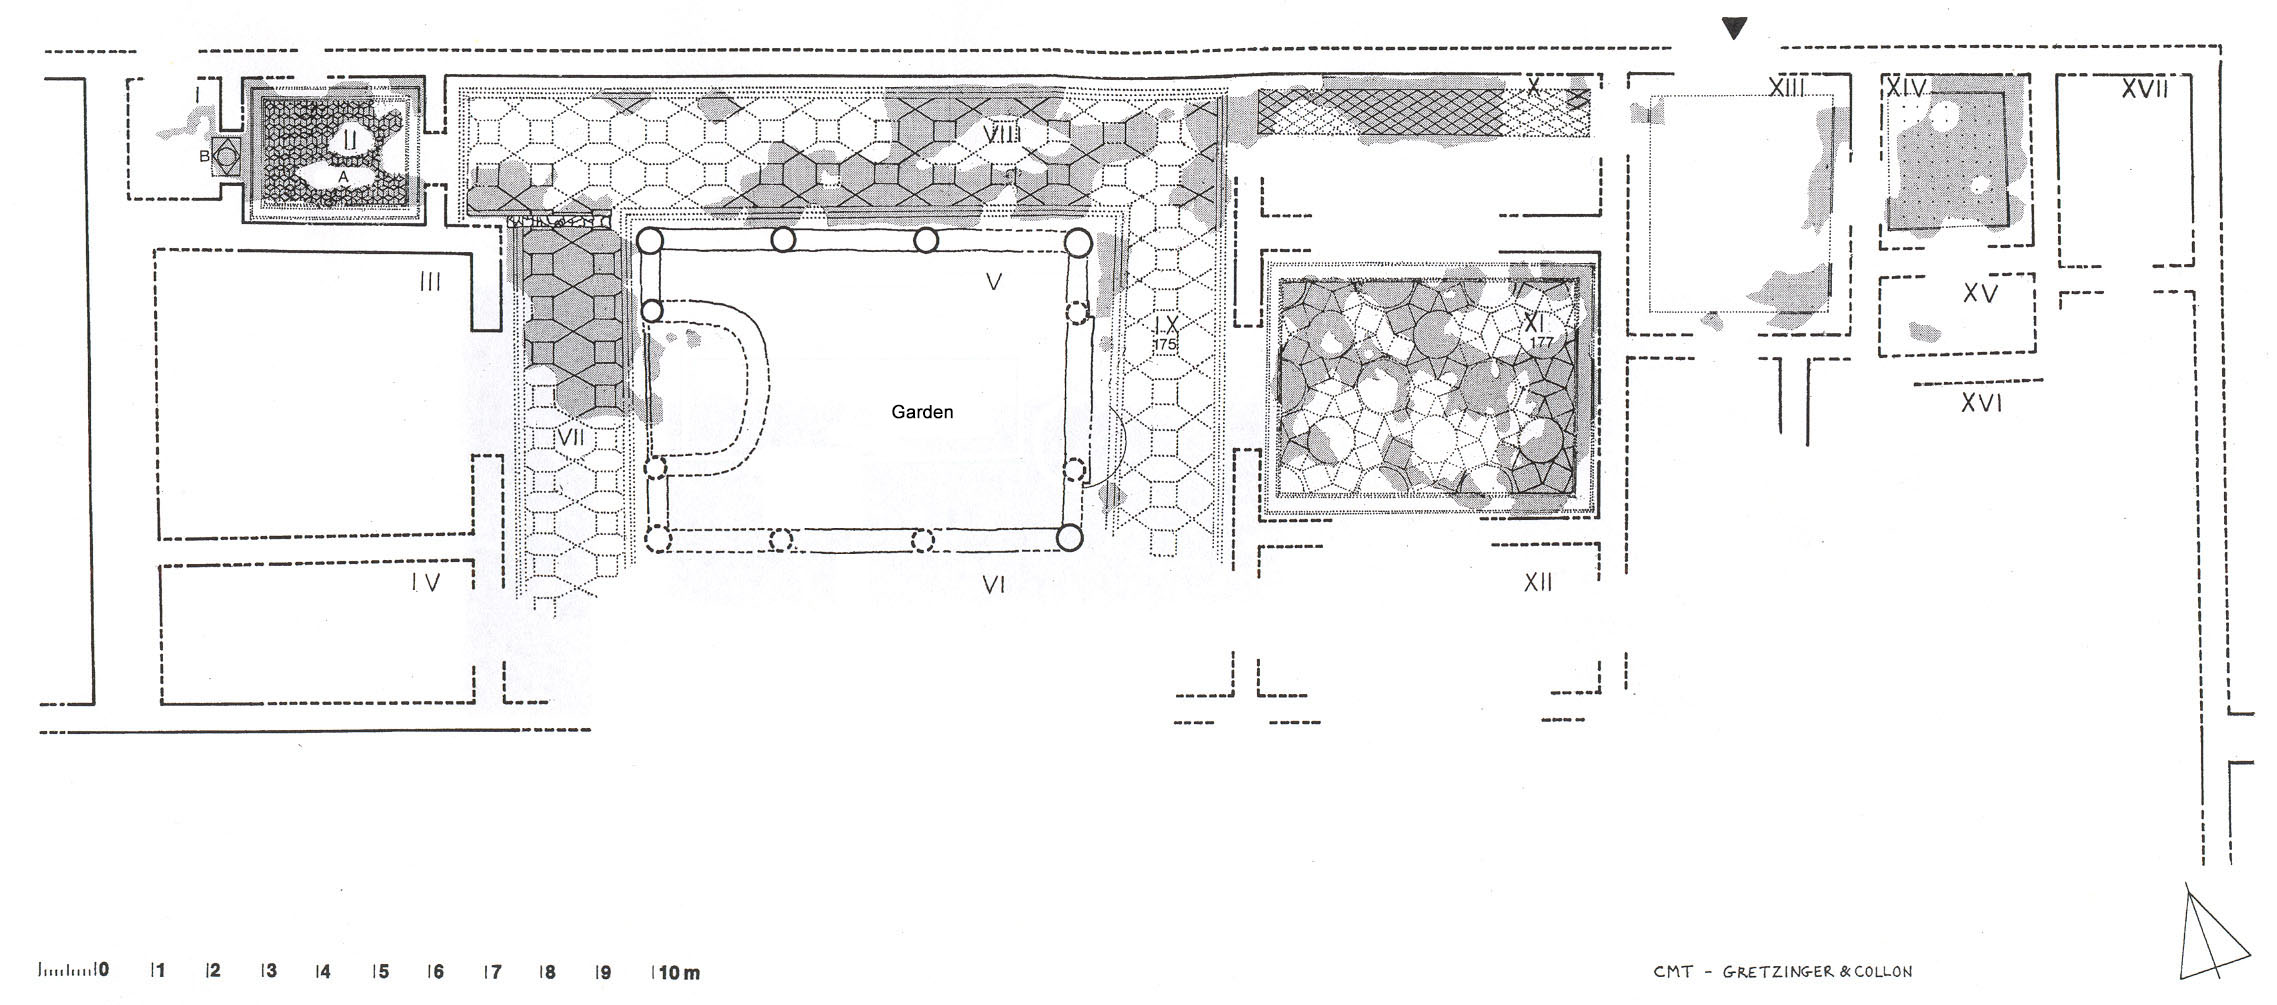 I
II
B
A
VIII
X
XIII
XIV
XVII
III
V
IX
175
XI
177
XV
XVI
Garden
VII
IV
VI
XII
0 1 2 3 4 5 6 7 8 9 10 m
CMT - GRETZINGER & COLLON